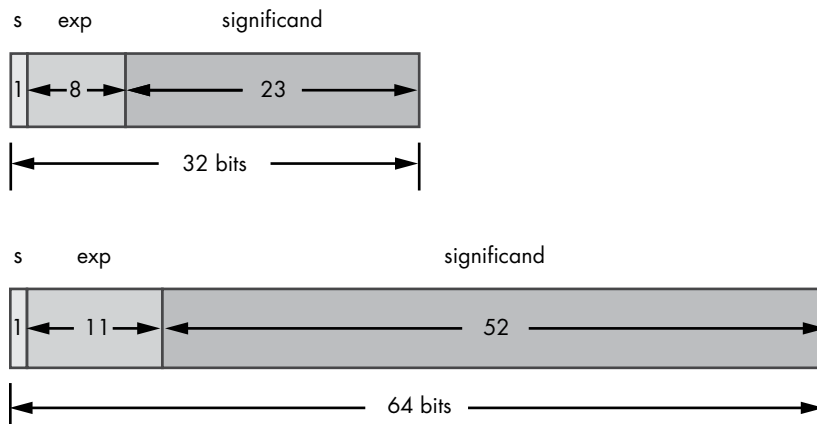 s exp significand
1 8 23
32 bits
s exp significand
1 11 52
64 bits